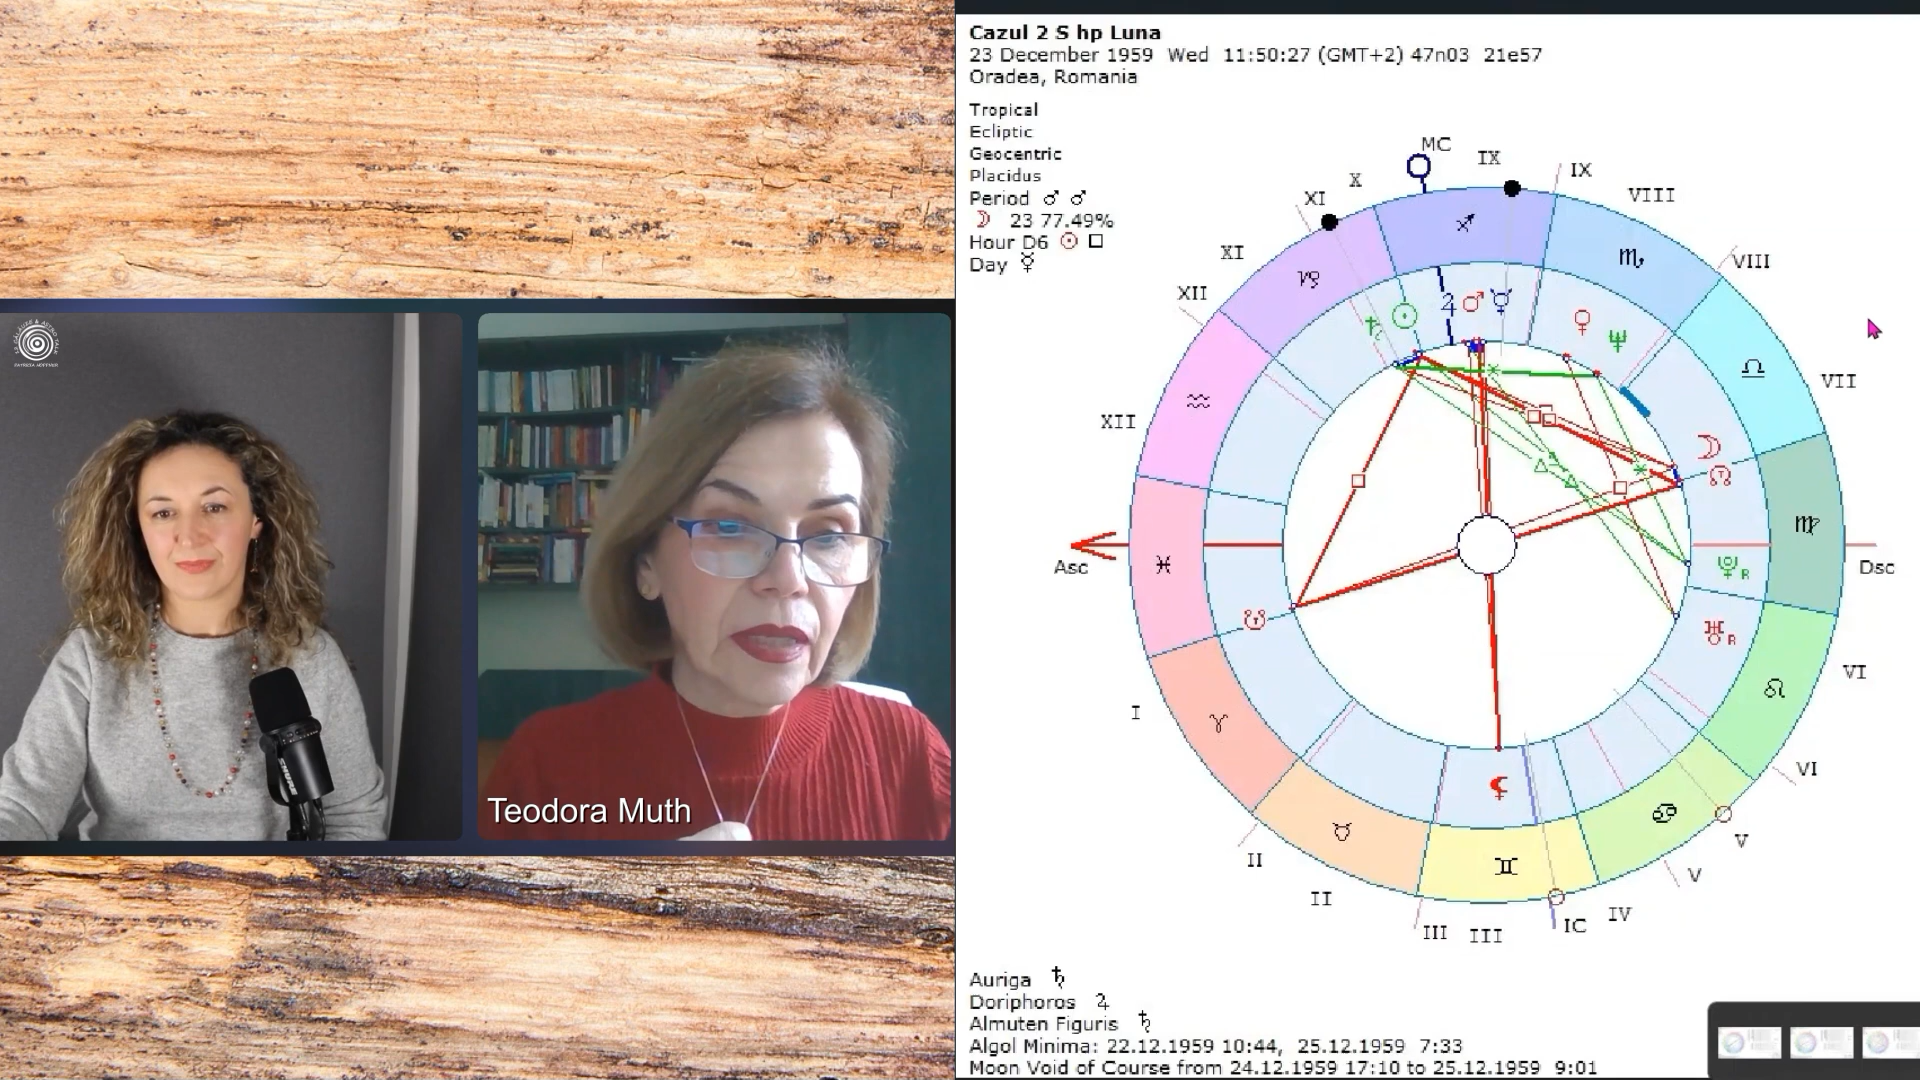 Teodora Muth
SHURE
Cazul 2 S hp Luna
23 December 1959 Wed 11:50:27 (GMT+2) 47n03 21e57
Oradea, Romania
Tropical
Ecliptic
Geocentric
Placidus
Period ♂ ♂
☽ 23 77.49%
Hour D6 ☉ □
Day ☿
MC
IX
IX
X
VIII
XI
VIII
XI
XII
VII
XII
Asc
Dsc
R
R
VI
I
VI
V
II
V
II
IV
IC
III
III
Auriga ♄
Doriphoros ♃
Almuten Figuris ♄
Algol Minima: 22.12.1959 10:44, 25.12.1959 7:33
Moon Void of Course from 24.12.1959 17:10 to 25.12.1959 9:01